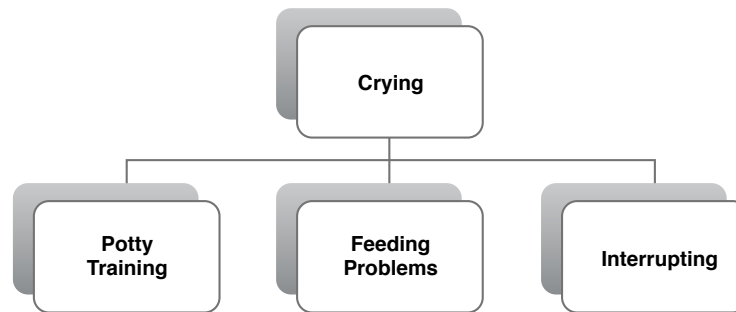 Crying
Potty
Training
Feeding
Problems
Interrupting